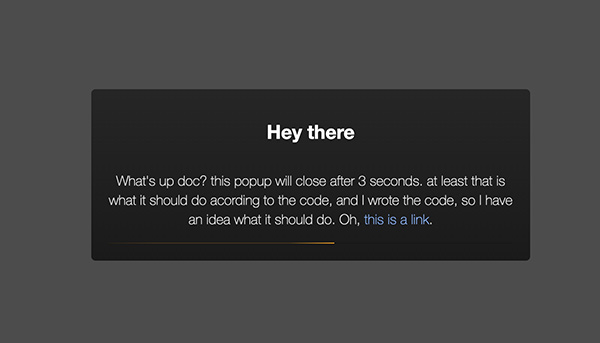 Hey there
What's up doc? this popup will close after 3 seconds. at least that is
what it should do acording to the code, and I wrote the code, so I have
an idea what it should do. Oh, this is a link.